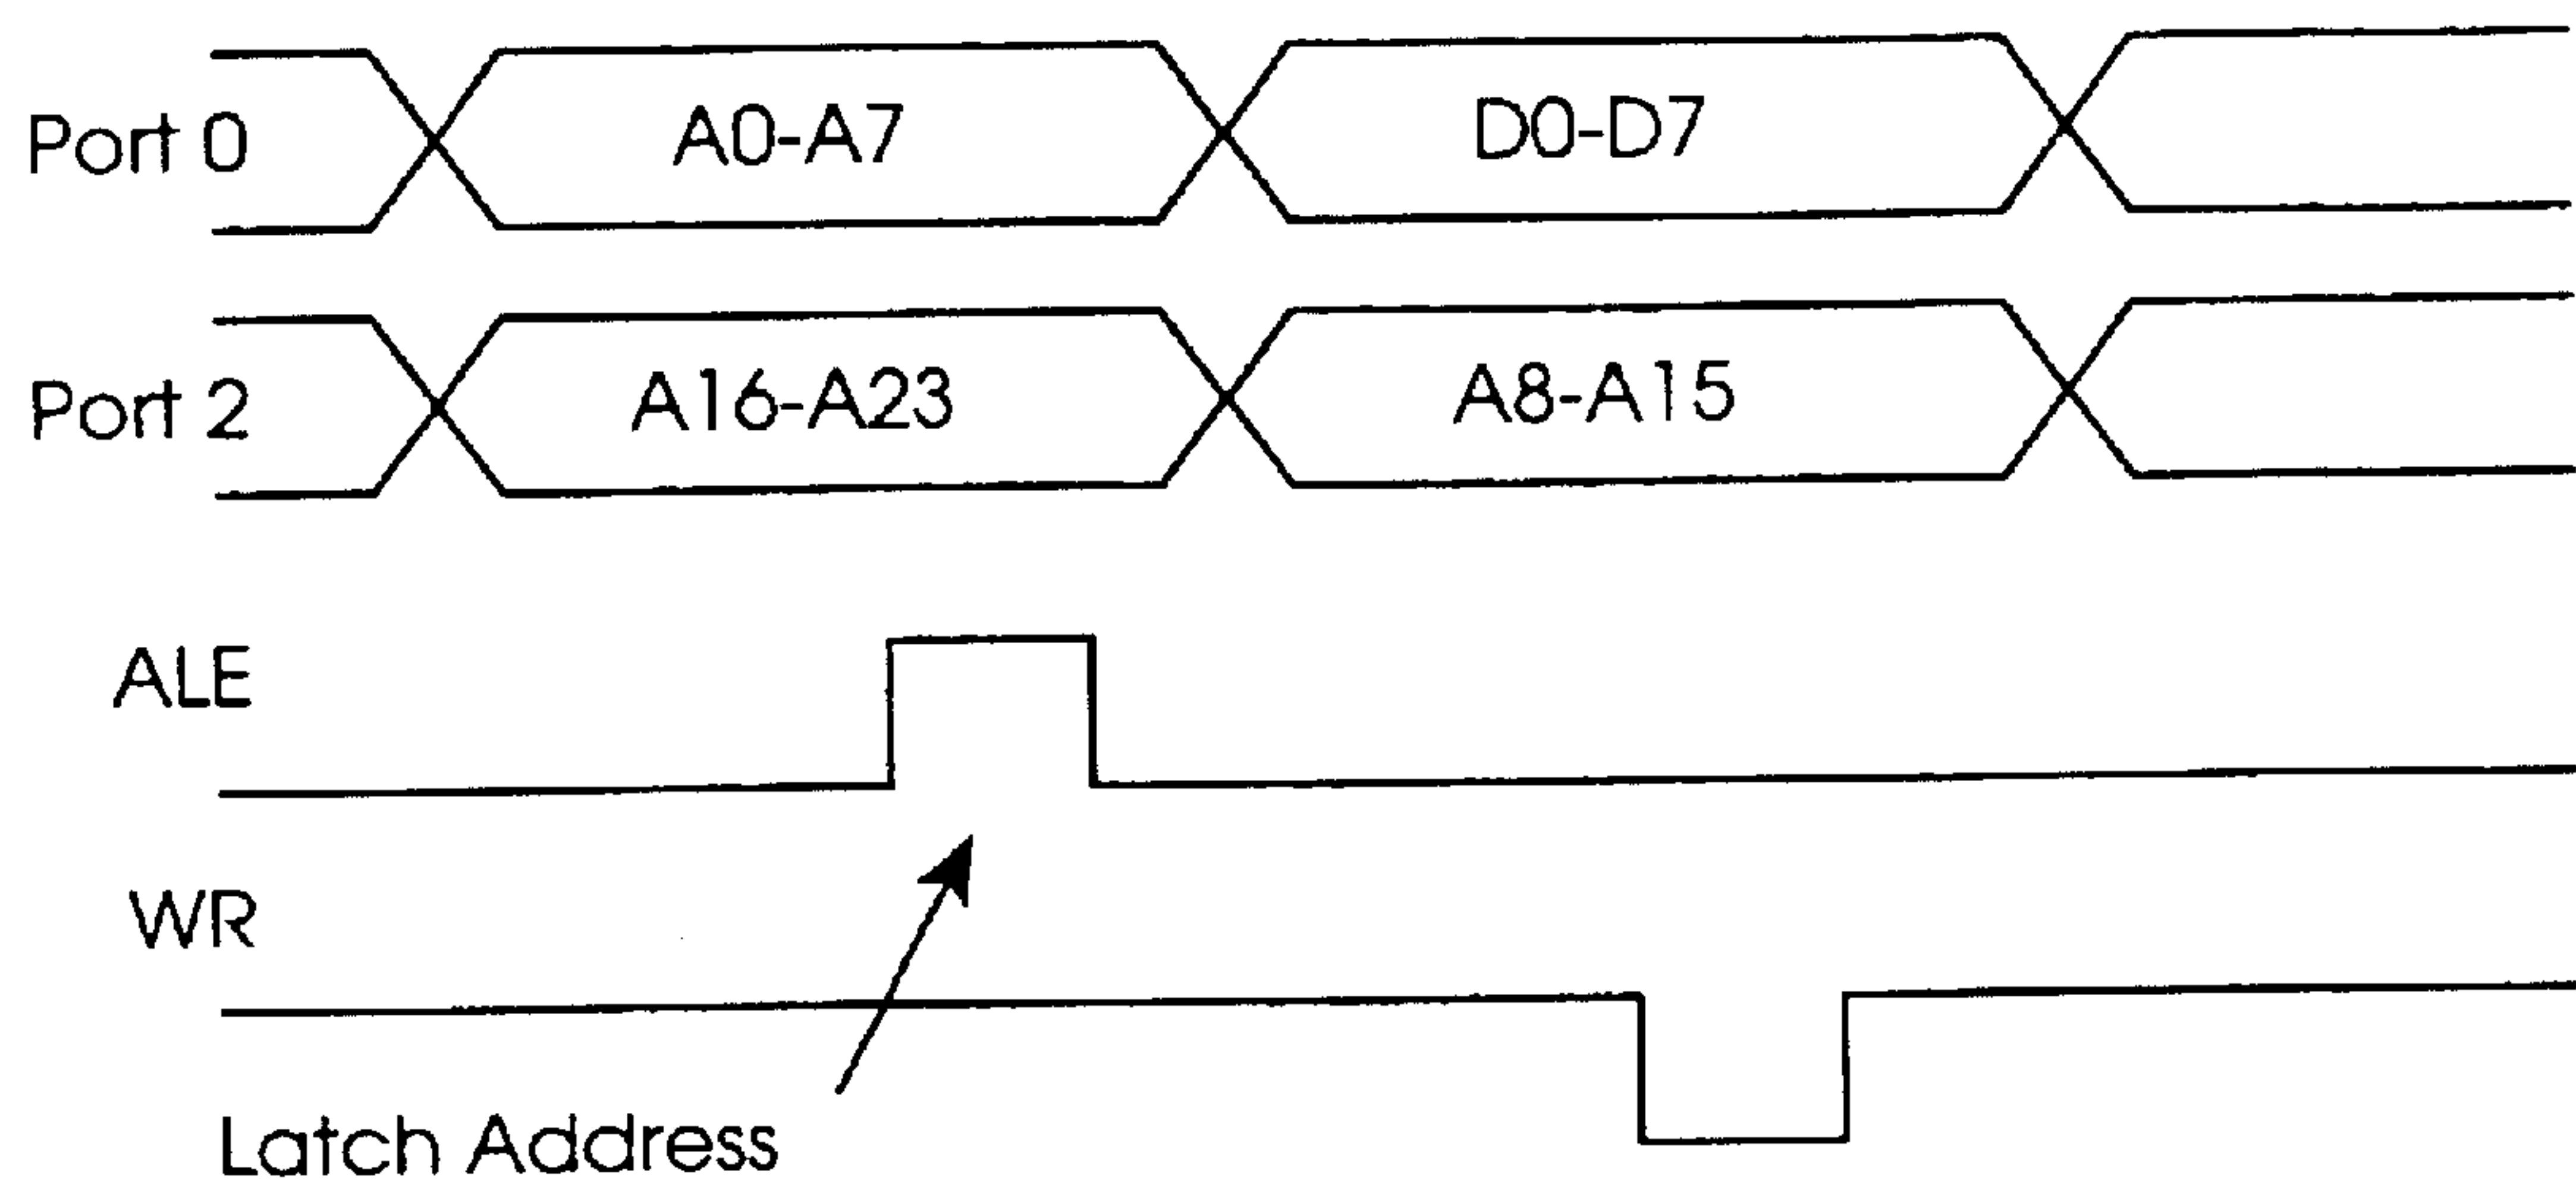 Port 0
A0-A7
D0-D7
Port 2
A16-A23
A8-A15
ALE
WR
Latch Address